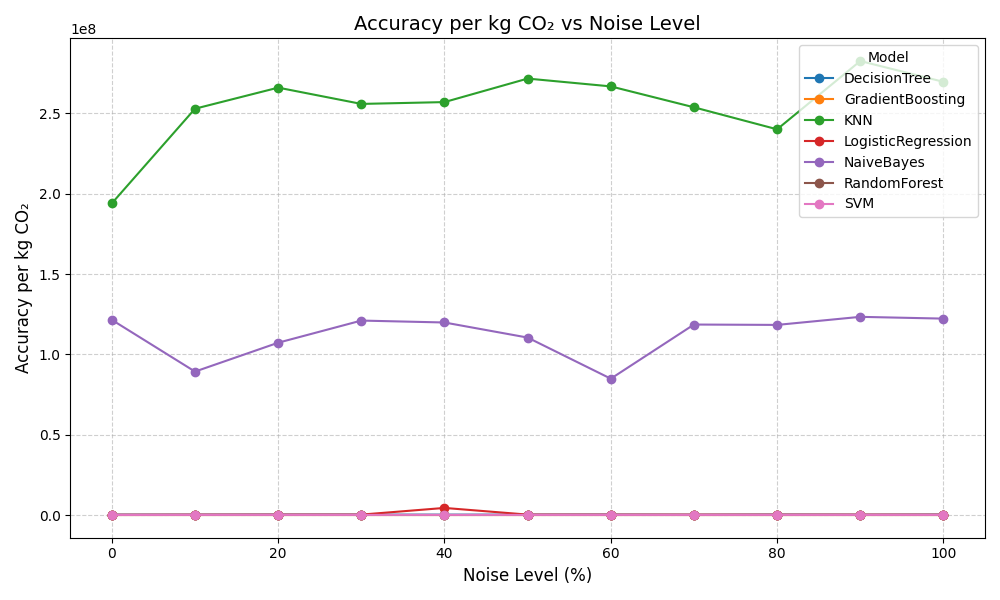 Accuracy per kg CO₂ vs Noise Level
1e8
Accuracy per kg CO₂
2.5
2.0
1.5
1.0
0.5
0.0
0 20 40 60 80 100
Noise Level (%)
Model
DecisionTree
GradientBoosting
KNN
LogisticRegression
NaiveBayes
RandomForest
SVM